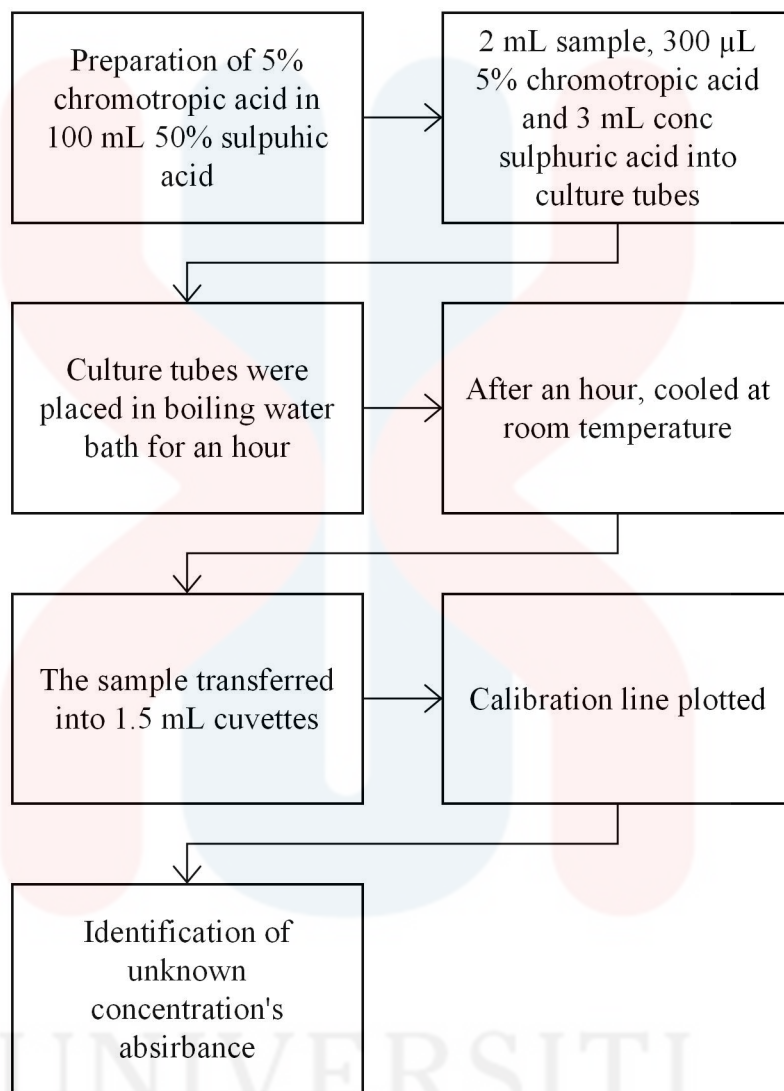 Preparation of 5%
chromotropic acid in
100 mL 50% sulpuhic
acid
2 mL sample, 300 µL
5% chromotropic acid
and 3 mL conc
sulphuric acid into
culture tubes
Culture tubes were
placed in boiling water
bath for an hour
After an hour, cooled at
room temperature
The sample transferred
into 1.5 mL cuvettes
Calibration line plotted
Identification of
unknown
concentration's
absirbance
UNIVERSITI